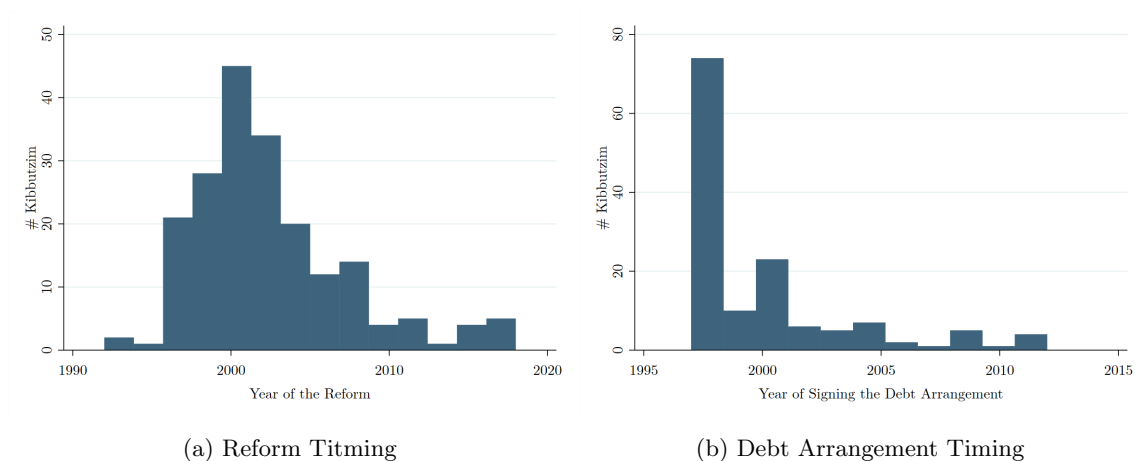 50
40
30
20
10
0
# Kibbutzim
1990 2000 2010 2020
Year of the Reform
(a) Reform Titming
80
60
40
20
0
# Kibbutzim
1995 2000 2005 2010 2015
Year of Signing the Debt Arrangement
(b) Debt Arrangement Timing